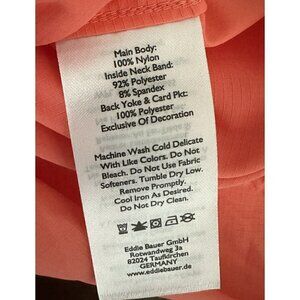 Main Body:
100% Nylon
Inside Neck Band:
92% Polyester
8% Spandex
Back Yoke & Card Pkt:
100% Polyester
Exclusive Of Decoration
Machine Wash Cold Delicate
With Like Colors. Do Not
Bleach. Do Not Use Fabric
Softeners. Tumble Dry Low.
Remove Promptly.
Cool Iron As Desired.
Do Not Dry Clean.
Eddie Bauer GmbH
Rotwandweg 3a
82024 Taufkirchen
GERMANY
www.eddiebauer.de